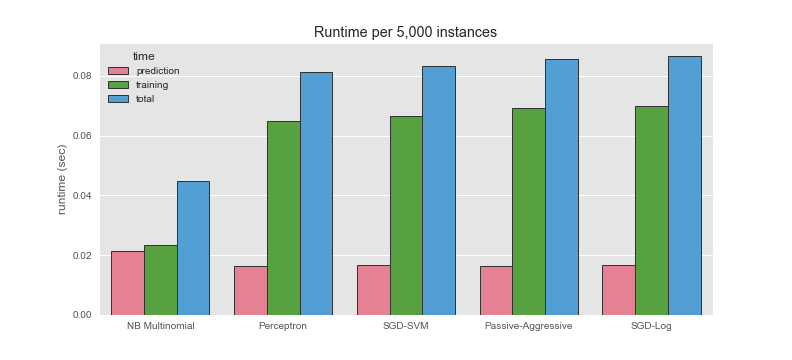 Runtime per 5,000 instances
time
prediction
training
total
runtime (sec)
0.08
0.06
0.04
0.02
0.00
NB Multinomial
Perceptron
SGD-SVM
Passive-Aggressive
SGD-Log